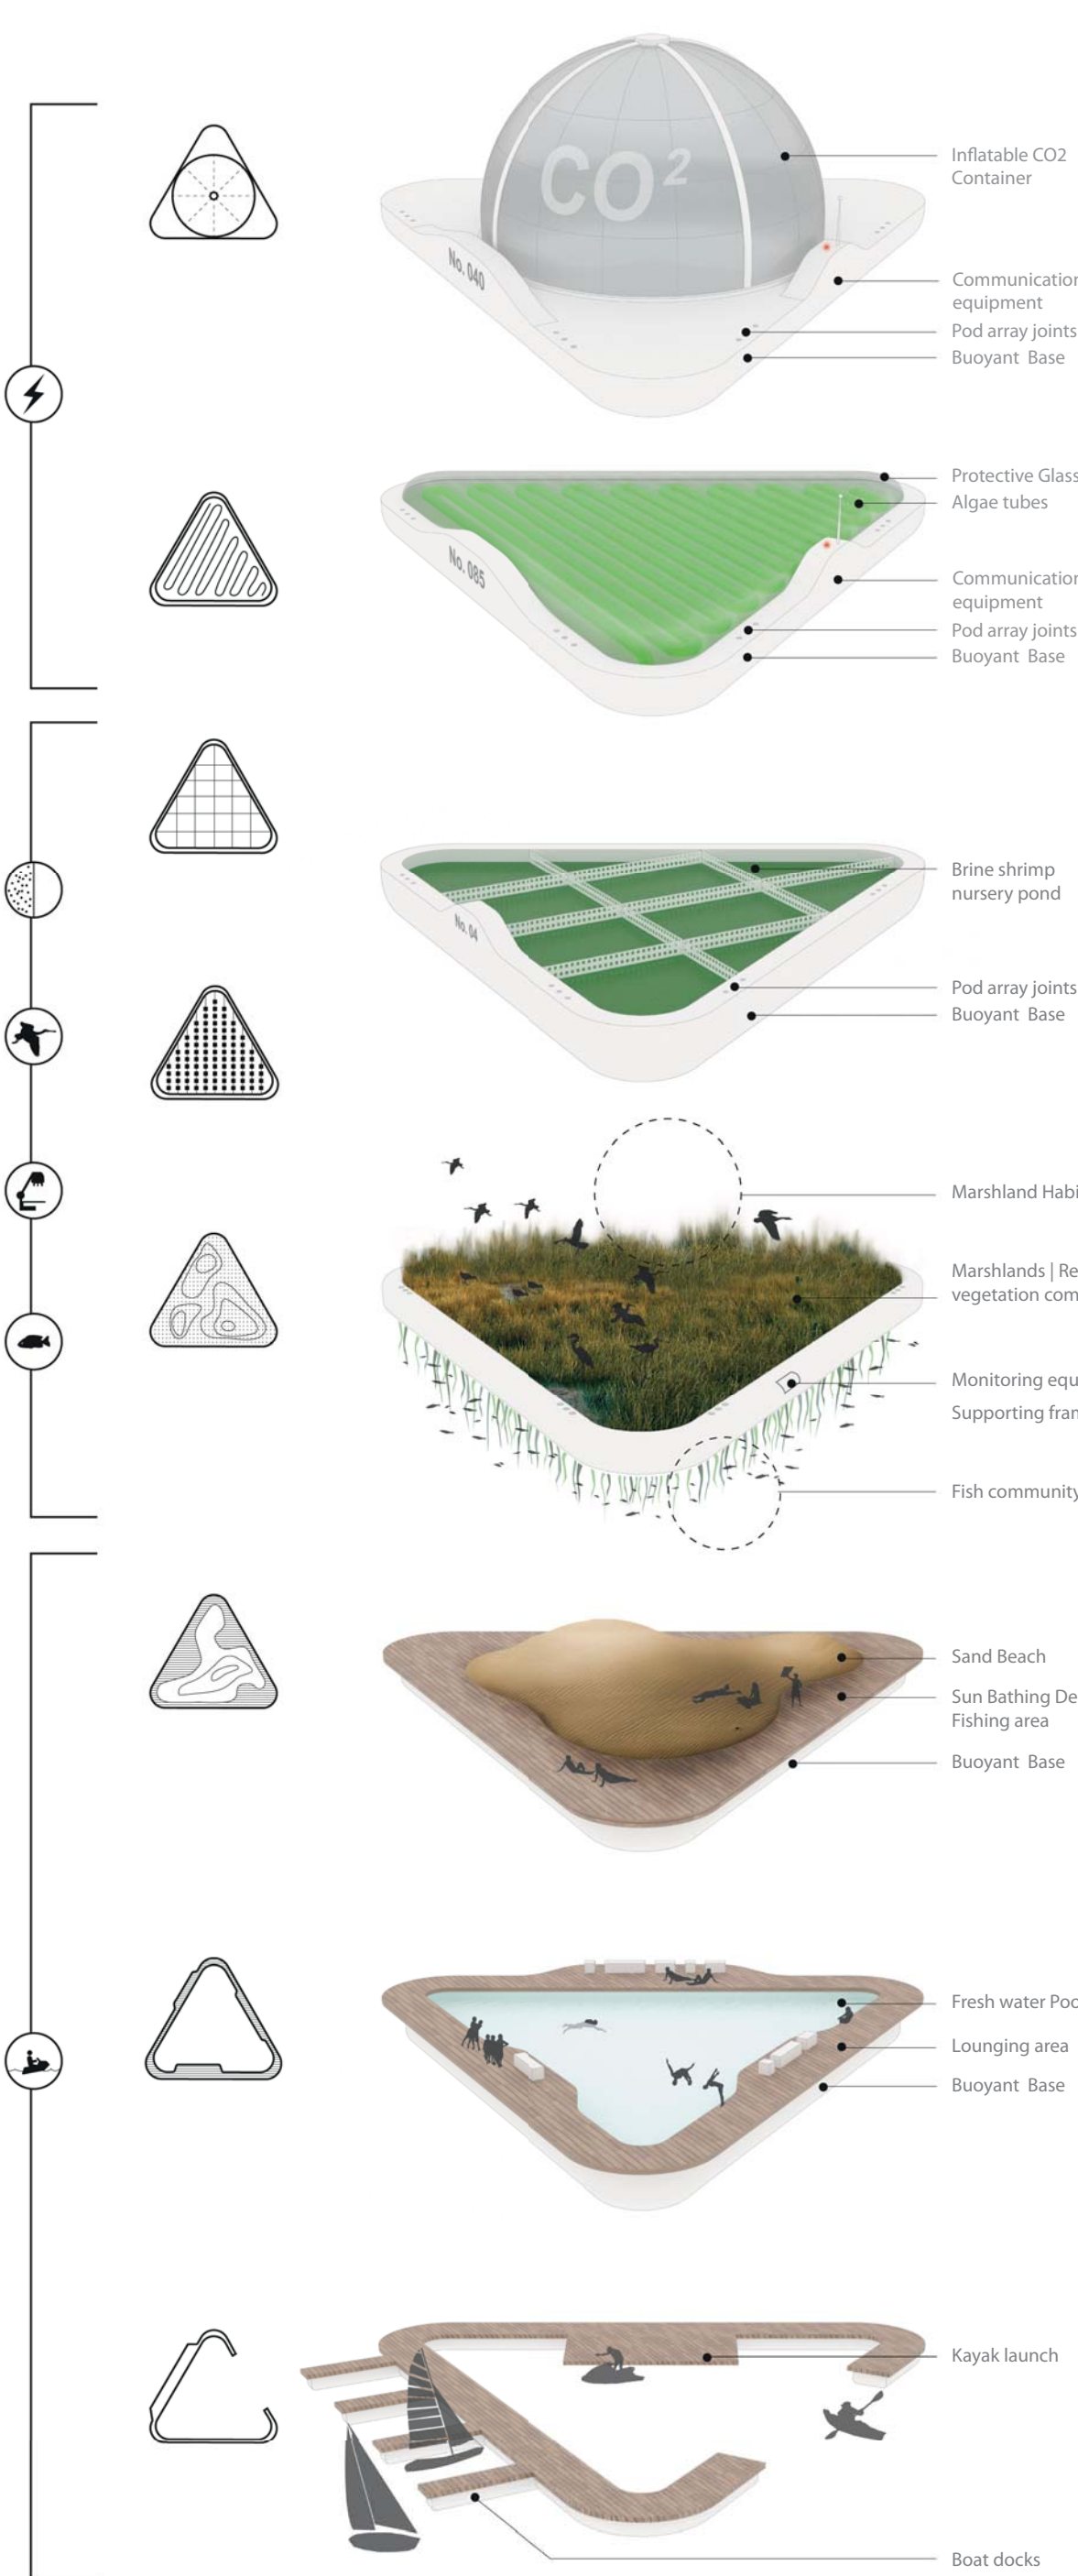 CO²
Inflatable CO2
Container
No. 040
Communication
equipment
Pod array joints
Buoyant  Base
Protective Glass
Algae tubes
No. 085
Communication
equipment
Pod array joints
Buoyant  Base
Brine shrimp
nursery pond
No. 04
Pod array joints
Buoyant  Base
Marshland Habi
Marshlands | Re
vegetation com
Monitoring equ
Supporting fran
Fish community
Sand Beach
Sun Bathing De
Fishing area
Buoyant  Base
Fresh water Poo
Lounging area
Buoyant  Base
Kayak launch
Boat docks